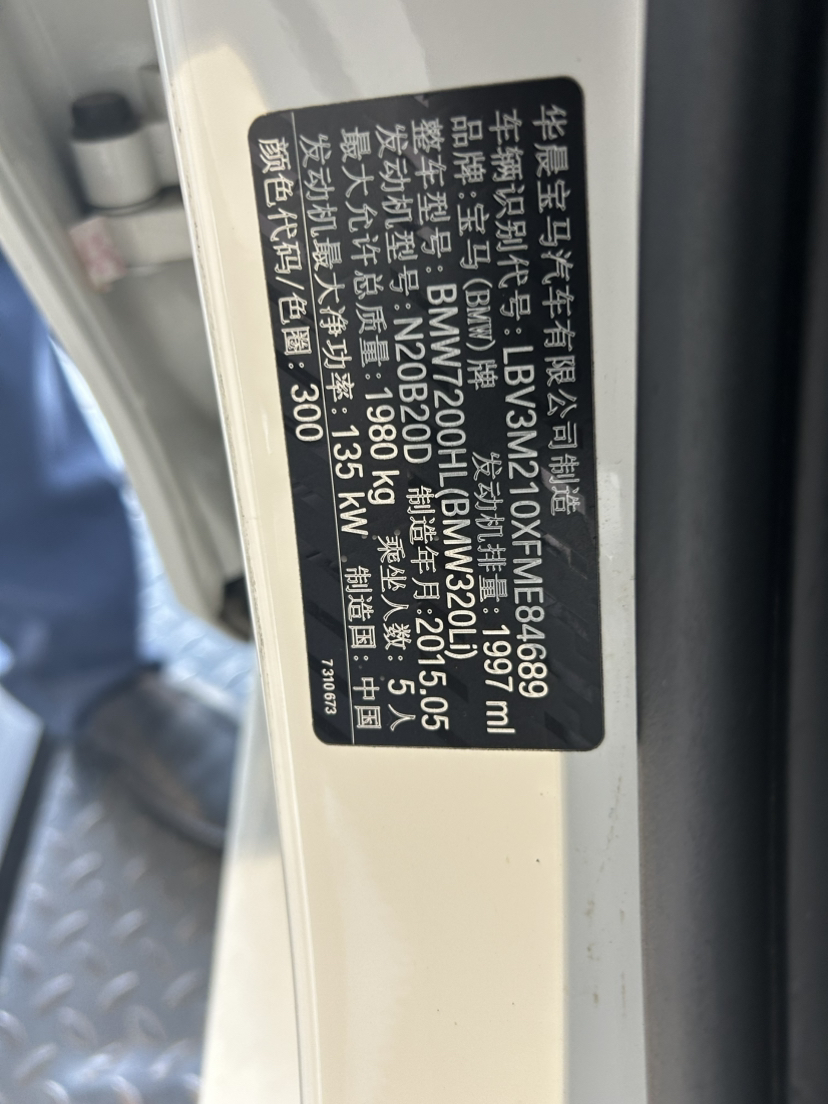 华晨宝马汽车有限公司制造
车辆识别代号:LBV3M210XFME84689
品牌:宝马(BMW)牌 发动机排量:1997 ml
整车型号:BMW7200HL(BMW320Li)
发动机型号:N20B20D 制造年月:2015.05
最大允许总质量:1980 kg 乘坐人数:5人
发动机最大净功率:135 kW 制造国:中国
颜色代码/色圈:300
7310673